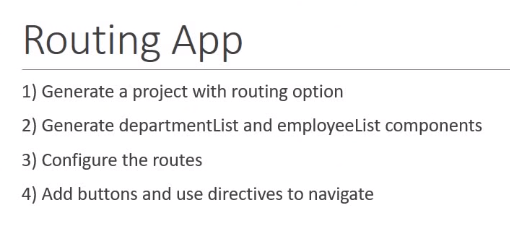 Routing App
1) Generate a project with routing option
2) Generate departmentList and employeeList components
3) Configure the routes
4) Add buttons and use directives to navigate